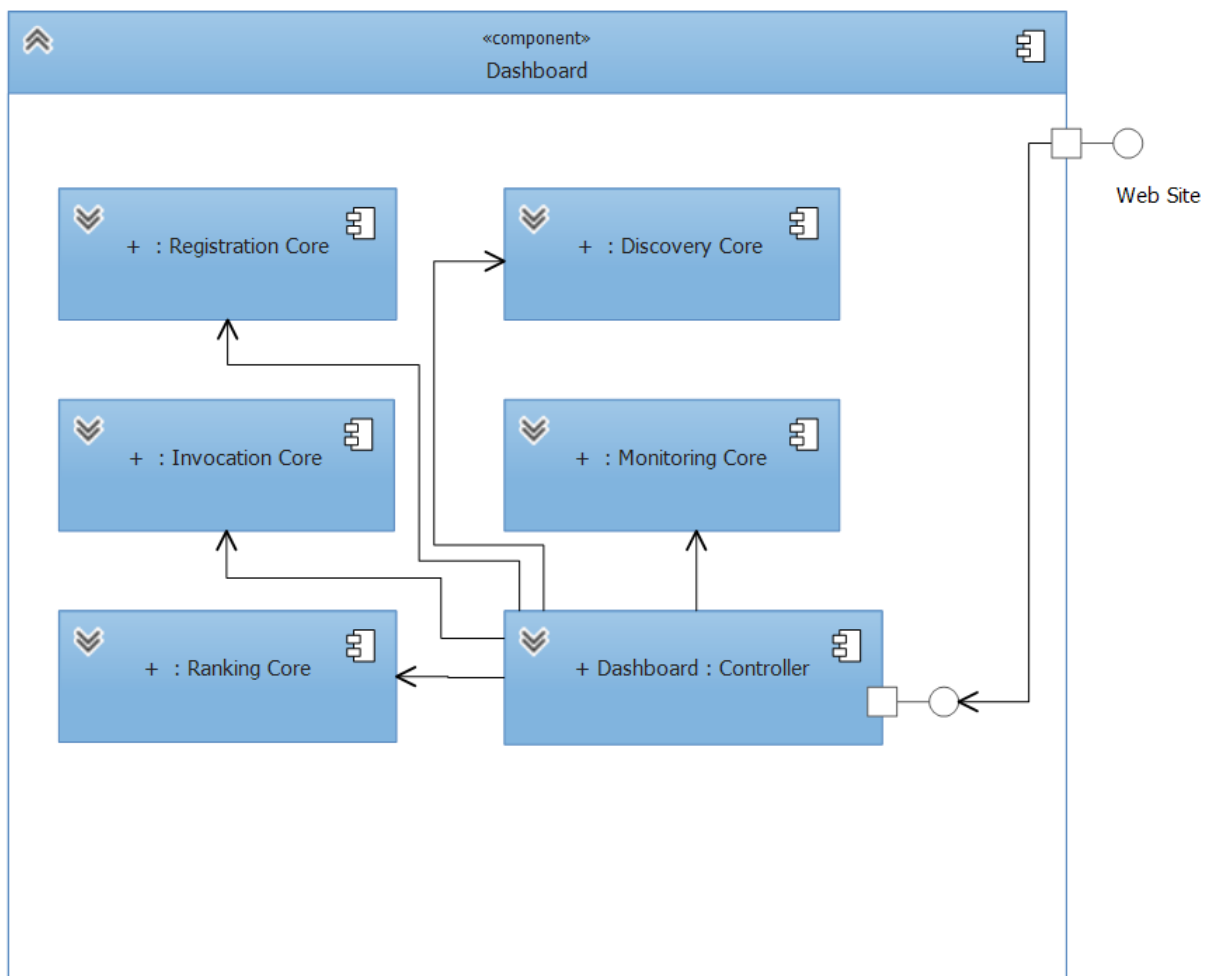 «component»
Dashboard
Web Site
+ : Registration Core
+ : Discovery Core
+ : Invocation Core
+ : Monitoring Core
+ : Ranking Core
+ Dashboard : Controller